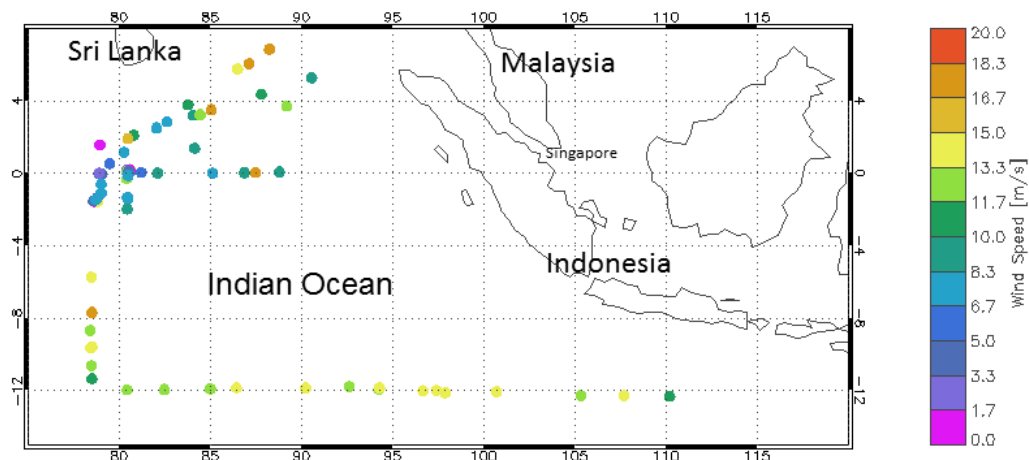 80 85 90 95 100 105 110 115
Sri Lanka
Malaysia
Singapore
Indonesia
Indian Ocean
4
0
-4
-8
-12
4
0
-4
-8
-12
80 85 90 95 100 105 110 115
20.0
18.3
16.7
15.0
13.3
11.7
10.0
8.3
6.7
5.0
3.3
1.7
0.0
Wind Speed [m/s]